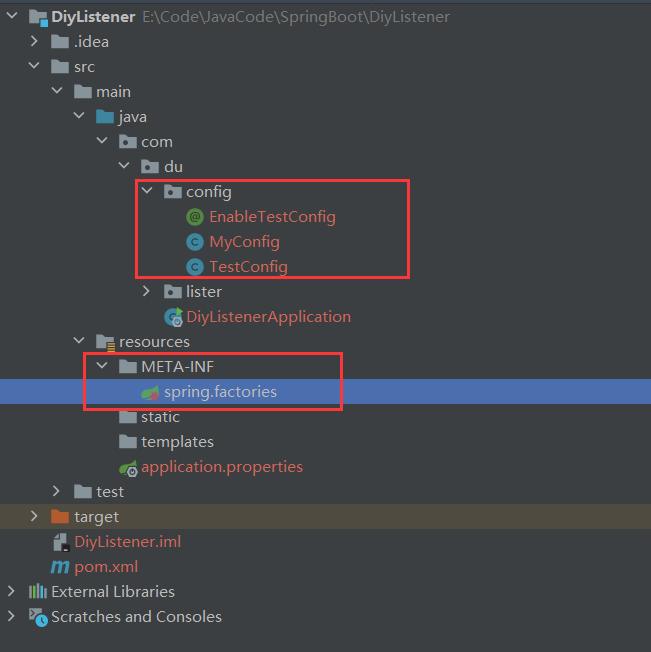 DiyListener E:\Code\JavaCode\SpringBoot\DiyListener
.idea
src
main
java
com
du
config
EnableTestConfig
MyConfig
TestConfig
lister
DiyListenerApplication
resources
META-INF
spring.factories
static
templates
application.properties
test
target
DiyListener.iml
pom.xml
External Libraries
Scratches and Consoles